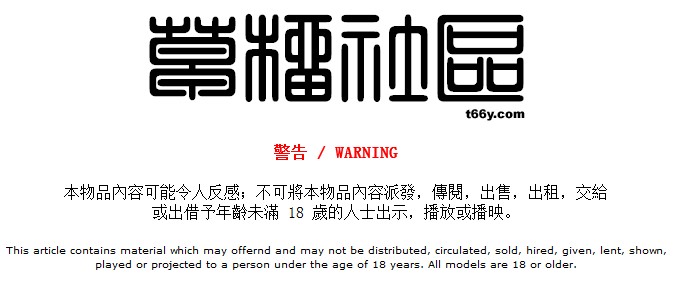 草榴社區
t66y.com
警告 / WARNING
本物品內容可能令人反感；不可將本物品內容派發，傳閱，出售，出租，交給
或出借予年齡未滿 18 歲的人士出示，播放或播映。
This article contains material which may offernd and may not be distributed, circulated, sold, hired, given, lent, shown,
played or projected to a person under the age of 18 years. All models are 18 or older.